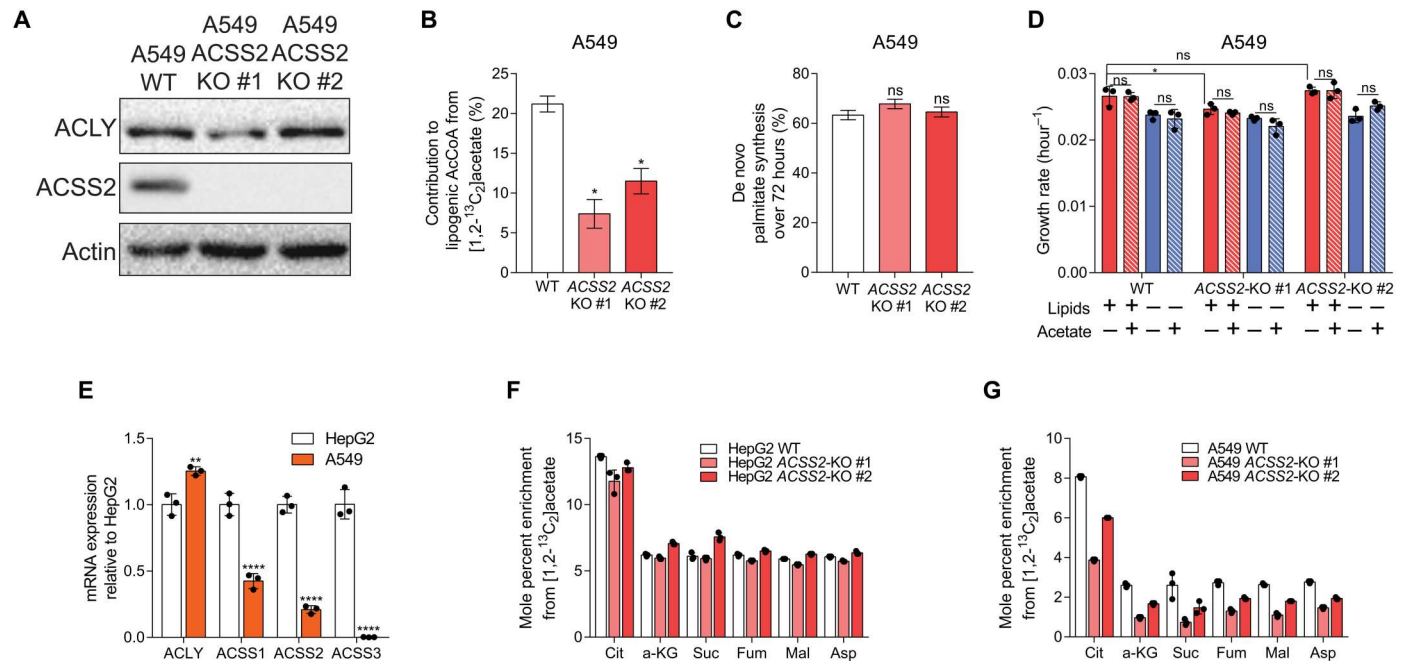 A
A549
WT
A549
ACSS2
KO #1
A549
ACSS2
KO #2
ACLY
ACSS2
Actin
B
A549
Contribution to
lipogenic AcCoA from
[1,2-¹³C₂]acetate (%)
25
20
15
10
5
0
*
*
WT
ACSS2
KO #1
ACSS2
KO #2
C
A549
De novo
palmitate synthesis
over 72 hours (%)
80
60
40
20
0
ns
ns
WT
ACSS2
KO #1
ACSS2
KO #2
D
A549
Growth rate (hour⁻¹)
0.03
0.02
0.01
0.00
ns
*
ns
ns
ns
ns
ns
ns
WT
ACSS2-KO #1
ACSS2-KO #2
Lipids + + − − + + − − + + − −
Acetate − + − + − + − + − + − +
E
mRNA expression
relative to HepG2
1.5
1.0
0.5
0.0
HepG2
A549
**
****
****
****
ACLY ACSS1 ACSS2 ACSS3
F
Mole percent enrichment
from [1,2-¹³C₂]acetate
15
10
5
0
HepG2 WT
HepG2 ACSS2-KO #1
HepG2 ACSS2-KO #2
Cit a-KG Suc Fum Mal Asp
G
Mole percent enrichment
from [1,2-¹³C₂]acetate
10
8
6
4
2
0
A549 WT
A549 ACSS2-KO #1
A549 ACSS2-KO #2
Cit a-KG Suc Fum Mal Asp